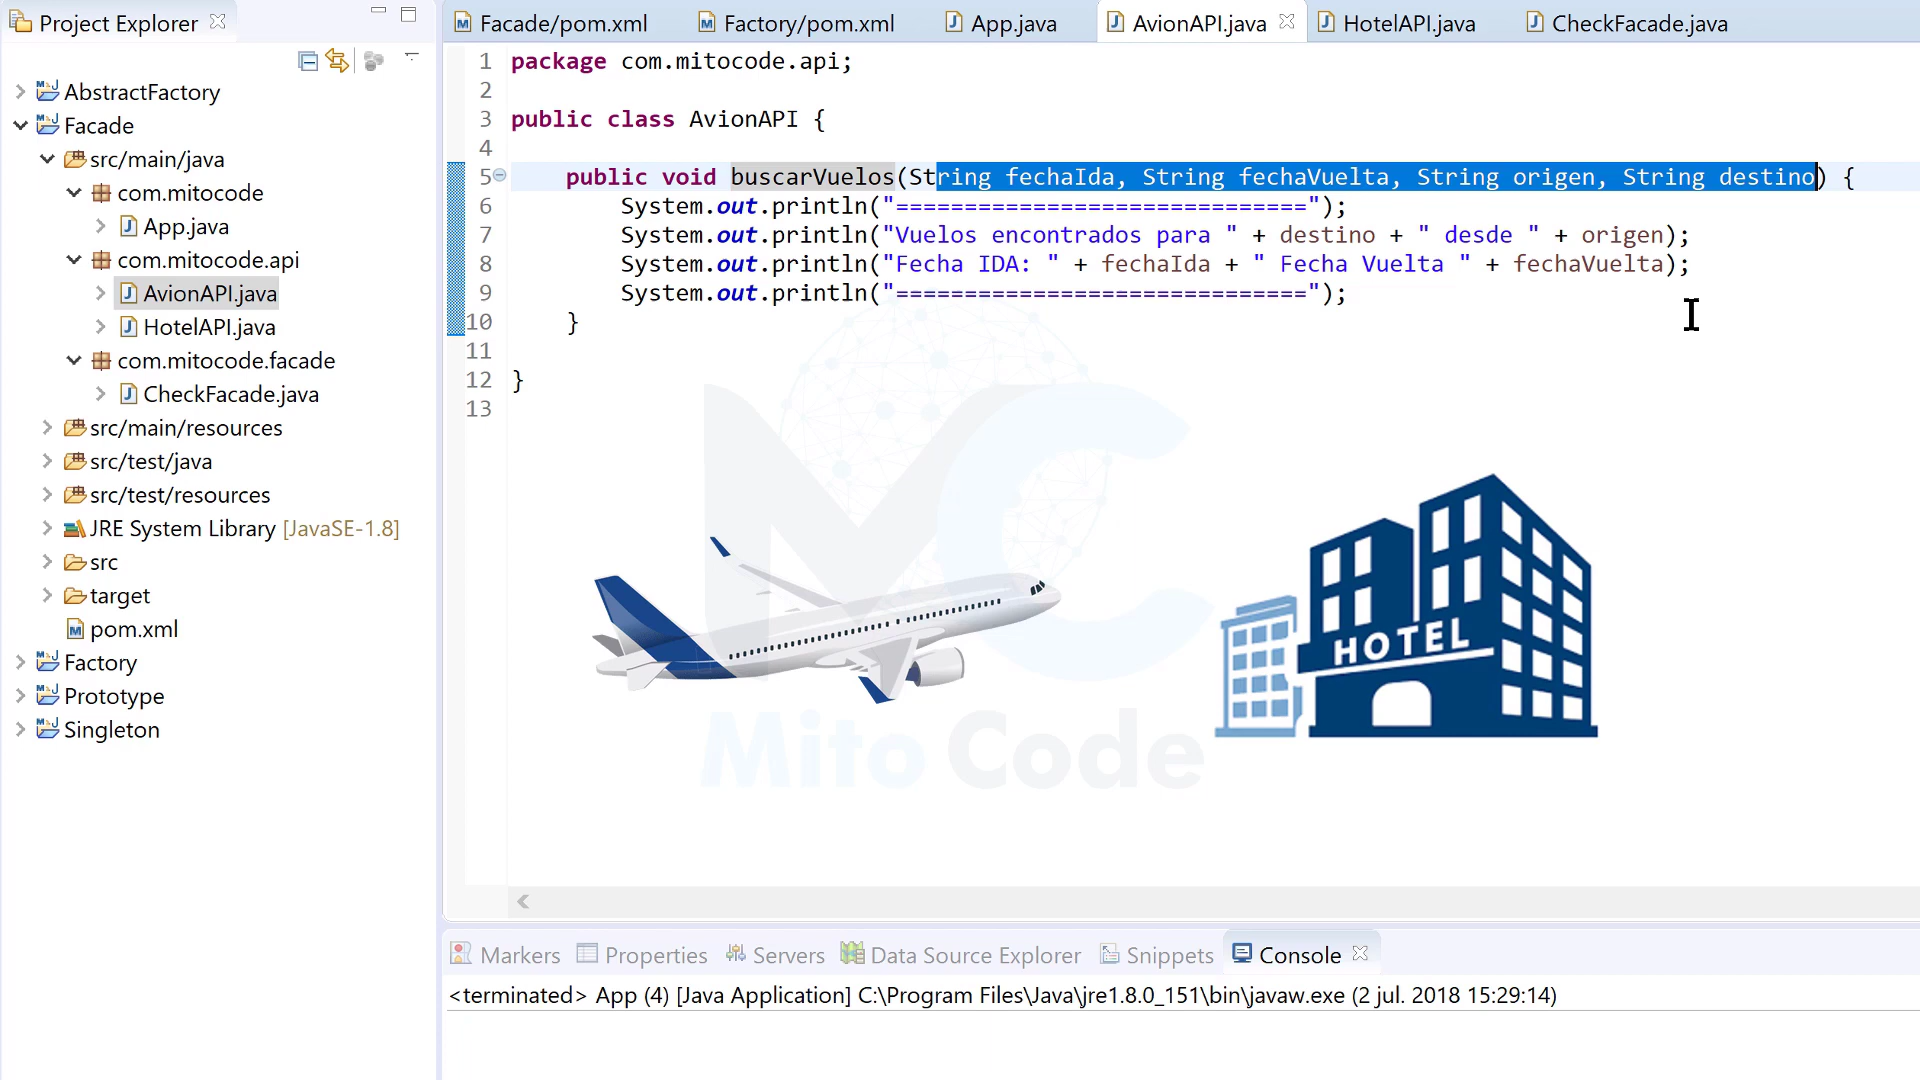 Project Explorer
Facade/pom.xml
Factory/pom.xml
App.java
AvionAPI.java
HotelAPI.java
CheckFacade.java
AbstractFactory
Facade
src/main/java
com.mitocode
App.java
com.mitocode.api
AvionAPI.java
HotelAPI.java
com.mitocode.facade
CheckFacade.java
src/main/resources
src/test/java
src/test/resources
JRE System Library [JavaSE-1.8]
src
target
pom.xml
Factory
Prototype
Singleton
1 package com.mitocode.api;
2
3 public class AvionAPI {
4
5 public void buscarVuelos(String fechaIda, String fechaVuelta, String origen, String destino) {
6 System.out.println("==============================");
7 System.out.println("Vuelos encontrados para " + destino + " desde " + origen);
8 System.out.println("Fecha IDA: " + fechaIda + " Fecha Vuelta " + fechaVuelta);
9 System.out.println("==============================");
10 }
11
12 }
13
HOTEL
Mito Code
Markers
Properties
Servers
Data Source Explorer
Snippets
Console
<terminated> App (4) [Java Application] C:\Program Files\Java\jre1.8.0_151\bin\javaw.exe (2 jul. 2018 15:29:14)